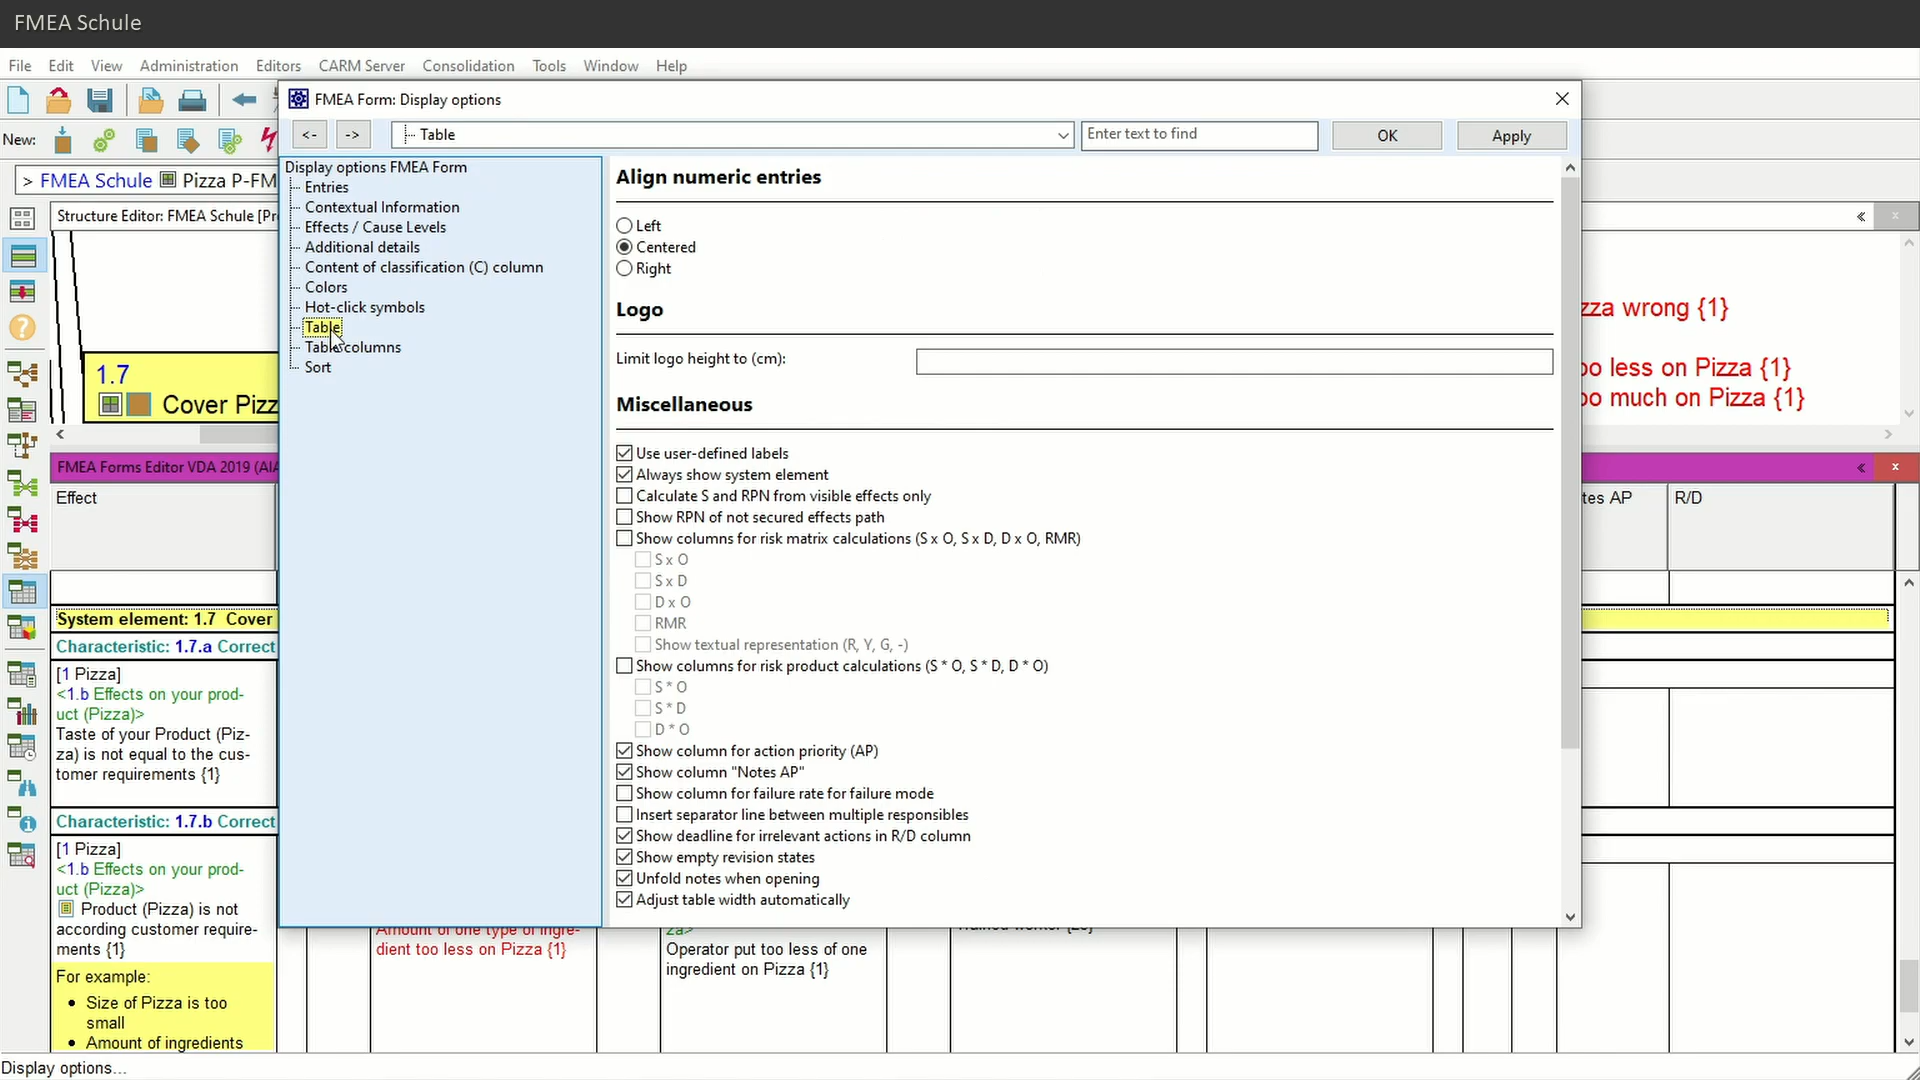 FMEA Schule
File Edit View Administration Editors CARM Server Consolidation Tools Window Help
FMEA Form: Display options
<- -> Table Enter text to find OK Apply
New:
> FMEA Schule Pizza P-FM
Structure Editor: FMEA Schule [Pr
1.7
Cover Pizz
FMEA Forms Editor VDA 2019 (AIA
Effect
System element: 1.7 Cover
Characteristic: 1.7.a Correct
[1 Pizza]
<1.b Effects on your prod-
uct (Pizza)>
Taste of your Product (Piz-
za) is not equal to the cus-
tomer requirements {1}
Characteristic: 1.7.b Correct
[1 Pizza]
<1.b Effects on your prod-
uct (Pizza)>
Product (Pizza) is not
according customer require-
ments {1}
For example:
• Size of Pizza is too
small
• Amount of ingredients
Display options FMEA Form
Entries
Contextual Information
Effects / Cause Levels
Additional details
Content of classification (C) column
Colors
Hot-click symbols
Table
Table columns
Sort
Align numeric entries
Left
Centered
Right
Logo
Limit logo height to (cm):
Miscellaneous
Use user-defined labels
Always show system element
Calculate S and RPN from visible effects only
Show RPN of not secured effects path
Show columns for risk matrix calculations (S x O, S x D, D x O, RMR)
S x O
S x D
D x O
RMR
Show textual representation (R, Y, G, -)
Show columns for risk product calculations (S * O, S * D, D * O)
S * O
S * D
D * O
Show column for action priority (AP)
Show column "Notes AP"
Show column for failure rate for failure mode
Insert separator line between multiple responsibles
Show deadline for irrelevant actions in R/D column
Show empty revision states
Unfold notes when opening
Adjust table width automatically
zza wrong {1}
oo less on Pizza {1}
oo much on Pizza {1}
tes AP R/D
Amount of one type of ingre-
dient too less on Pizza {1}
za>
Operator put too less of one
ingredient on Pizza {1}
Display options...